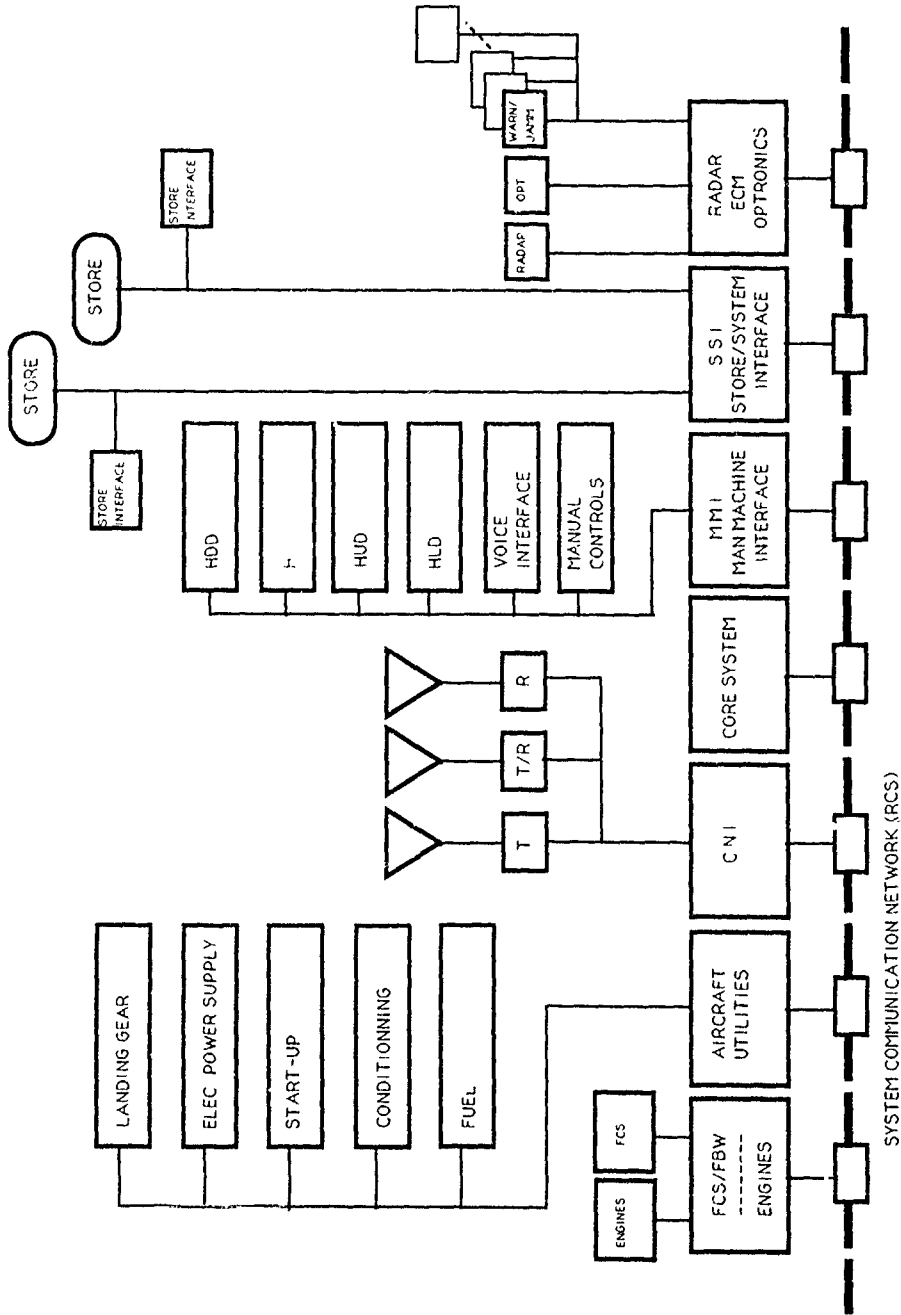 LANDING GEAR
ELEC POWER SUPPLY
START-UP
CONDITIONNING
FUEL
ENGINES
FCS
FCS/FBW
-------
ENGINES
AIRCRAFT
UTILITIES
T
T/R
R
CNI
CORE SYSTEM
HDD
HUD
HLD
VOICE
INTERFACE
MANUAL
CONTROLS
MMI
MAN MACHINE
INTERFACE
STORE
STORE
INTERFACE
STORE
STORE
INTERFACE
SSI
STORE/SYSTEM
INTERFACE
RADAR
OPT
WARN/
JAMM
RADAR
ECM
OPTRONICS
SYSTEM COMMUNICATION NETWORK (RCS)